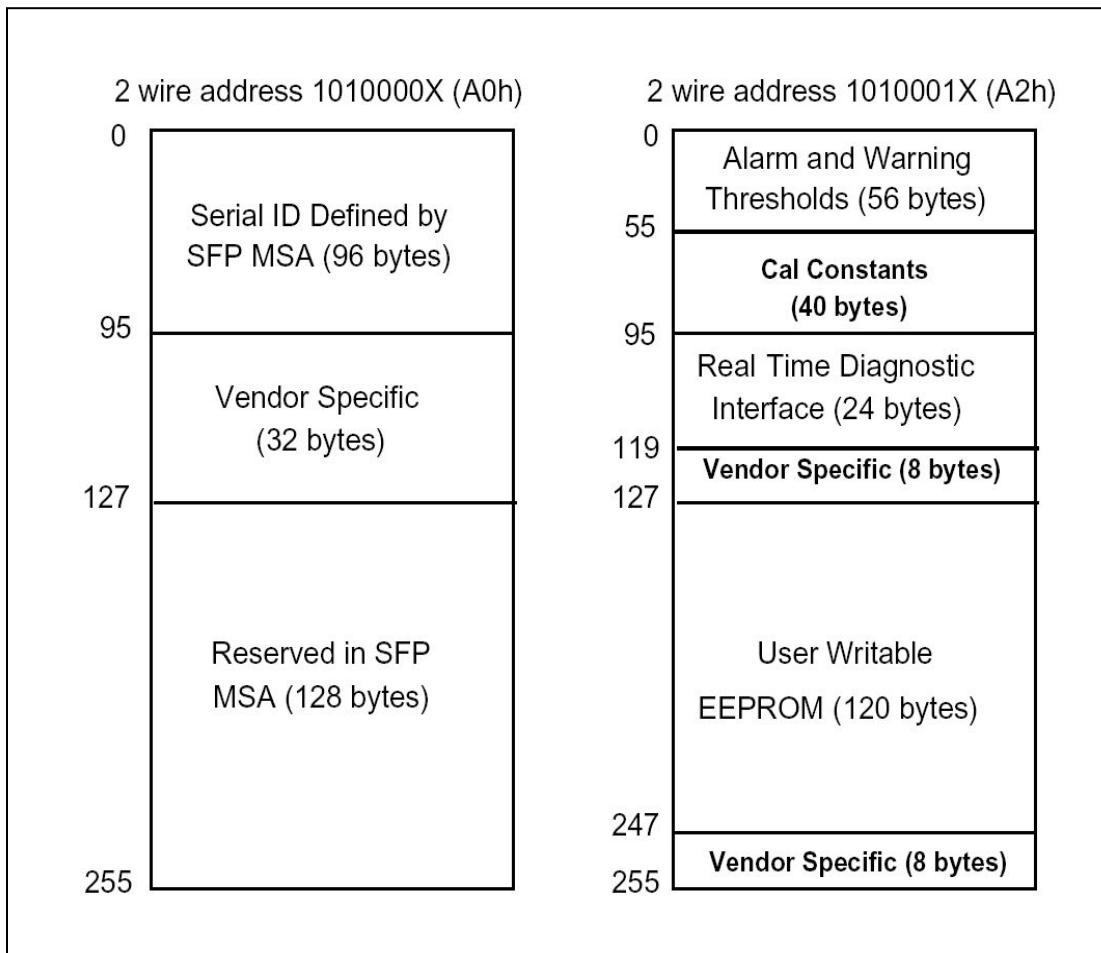 2 wire address 1010000X (A0h)
0
Serial ID Defined by
SFP MSA (96 bytes)
95
Vendor Specific
(32 bytes)
127
Reserved in SFP
MSA (128 bytes)
255
2 wire address 1010001X (A2h)
0
Alarm and Warning
Thresholds (56 bytes)
55
Cal Constants
(40 bytes)
95
Real Time Diagnostic
Interface (24 bytes)
119
Vendor Specific (8 bytes)
127
User Writable
EEPROM (120 bytes)
247
Vendor Specific (8 bytes)
255